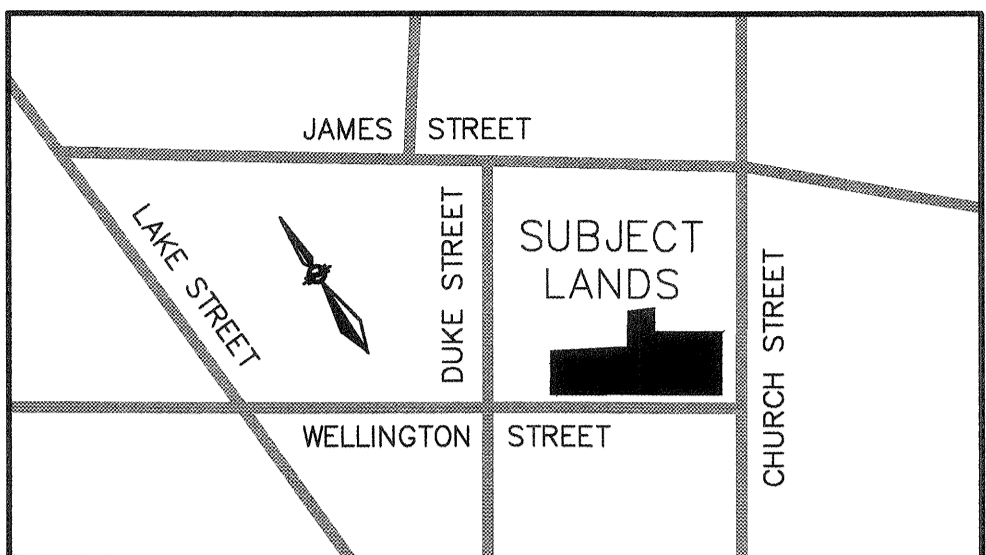 JAMES STREET
LAKE STREET
DUKE STREET
SUBJECT
LANDS
CHURCH STREET
WELLINGTON STREET